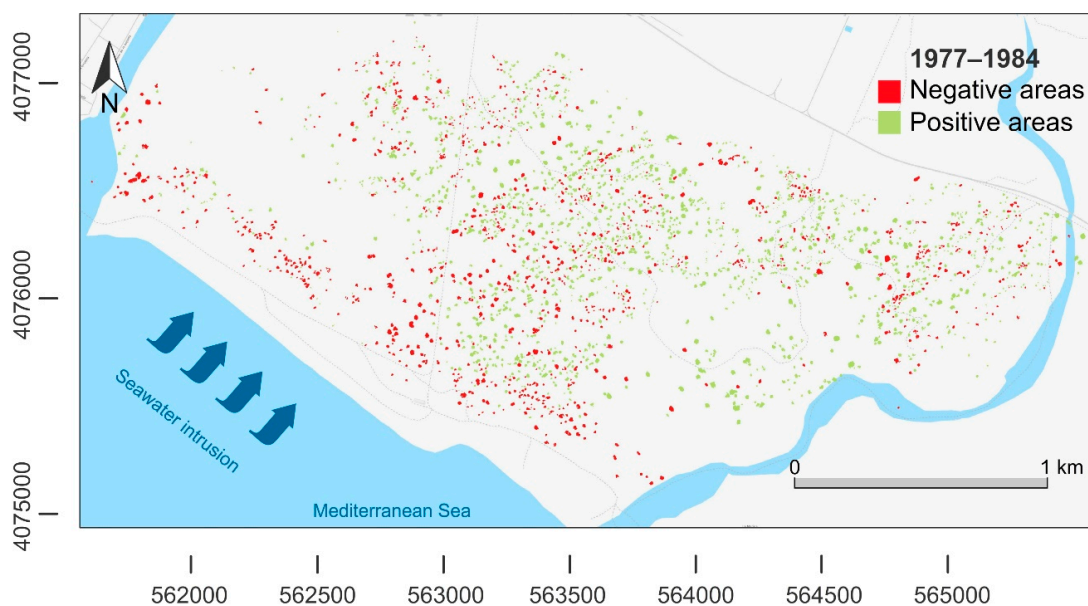 1977–1984
Negative areas
Positive areas
N
4077000
4076000
4075000
Seawater intrusion
Mediterranean Sea
0
1 km
562000
562500
563000
563500
564000
564500
565000